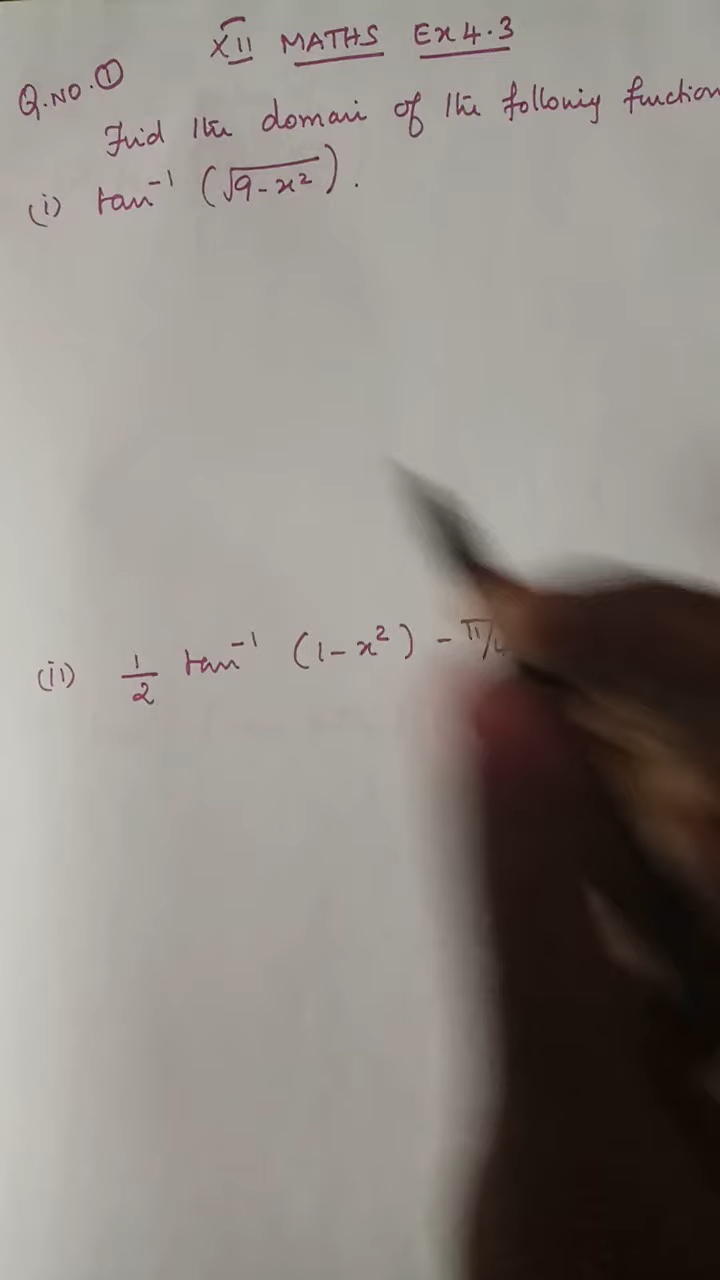 XII MATHS Ex 4.3
Q.NO.①
Find the domain of the following function
(i) tan⁻¹ (√9-x²).
(ii) 1/2 tan⁻¹ (1-x²) - π/4